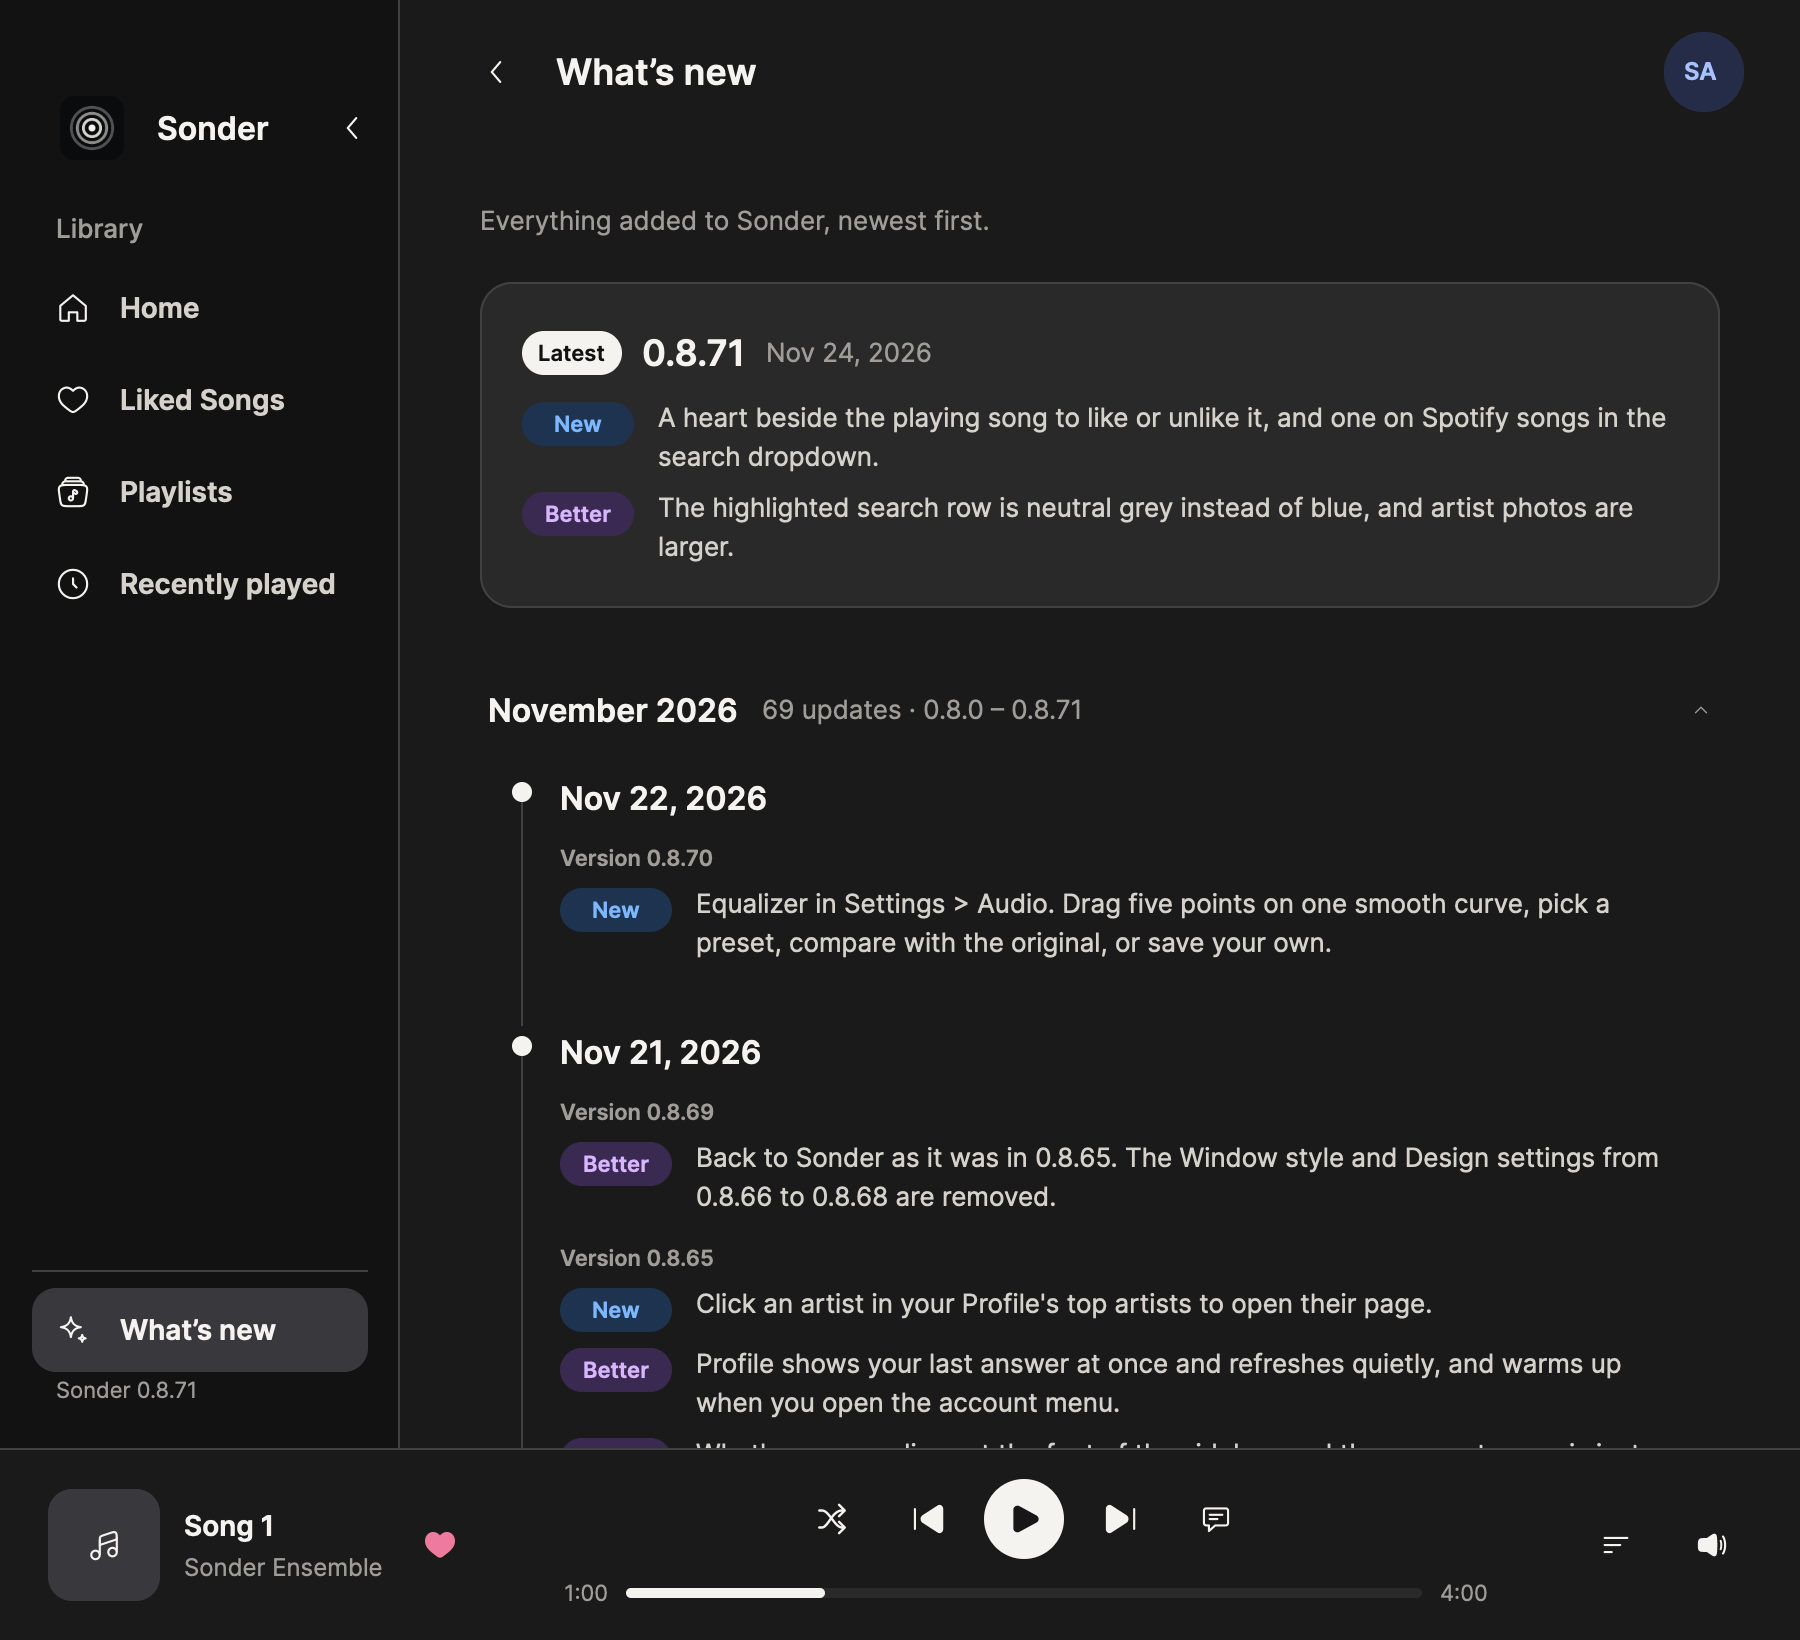 Sonder
Library
Home
Liked Songs
Playlists
Recently played
What’s new
Sonder 0.8.71
What’s new
SA
Everything added to Sonder, newest first.
Latest 0.8.71 Nov 24, 2026
New A heart beside the playing song to like or unlike it, and one on Spotify songs in the
search dropdown.
Better The highlighted search row is neutral grey instead of blue, and artist photos are
larger.
November 2026 69 updates · 0.8.0 – 0.8.71
Nov 22, 2026
Version 0.8.70
New Equalizer in Settings > Audio. Drag five points on one smooth curve, pick a
preset, compare with the original, or save your own.
Nov 21, 2026
Version 0.8.69
Better Back to Sonder as it was in 0.8.65. The Window style and Design settings from
0.8.66 to 0.8.68 are removed.
Version 0.8.65
New Click an artist in your Profile's top artists to open their page.
Better Profile shows your last answer at once and refreshes quietly, and warms up
when you open the account menu.
Song 1
Sonder Ensemble
1:00
4:00